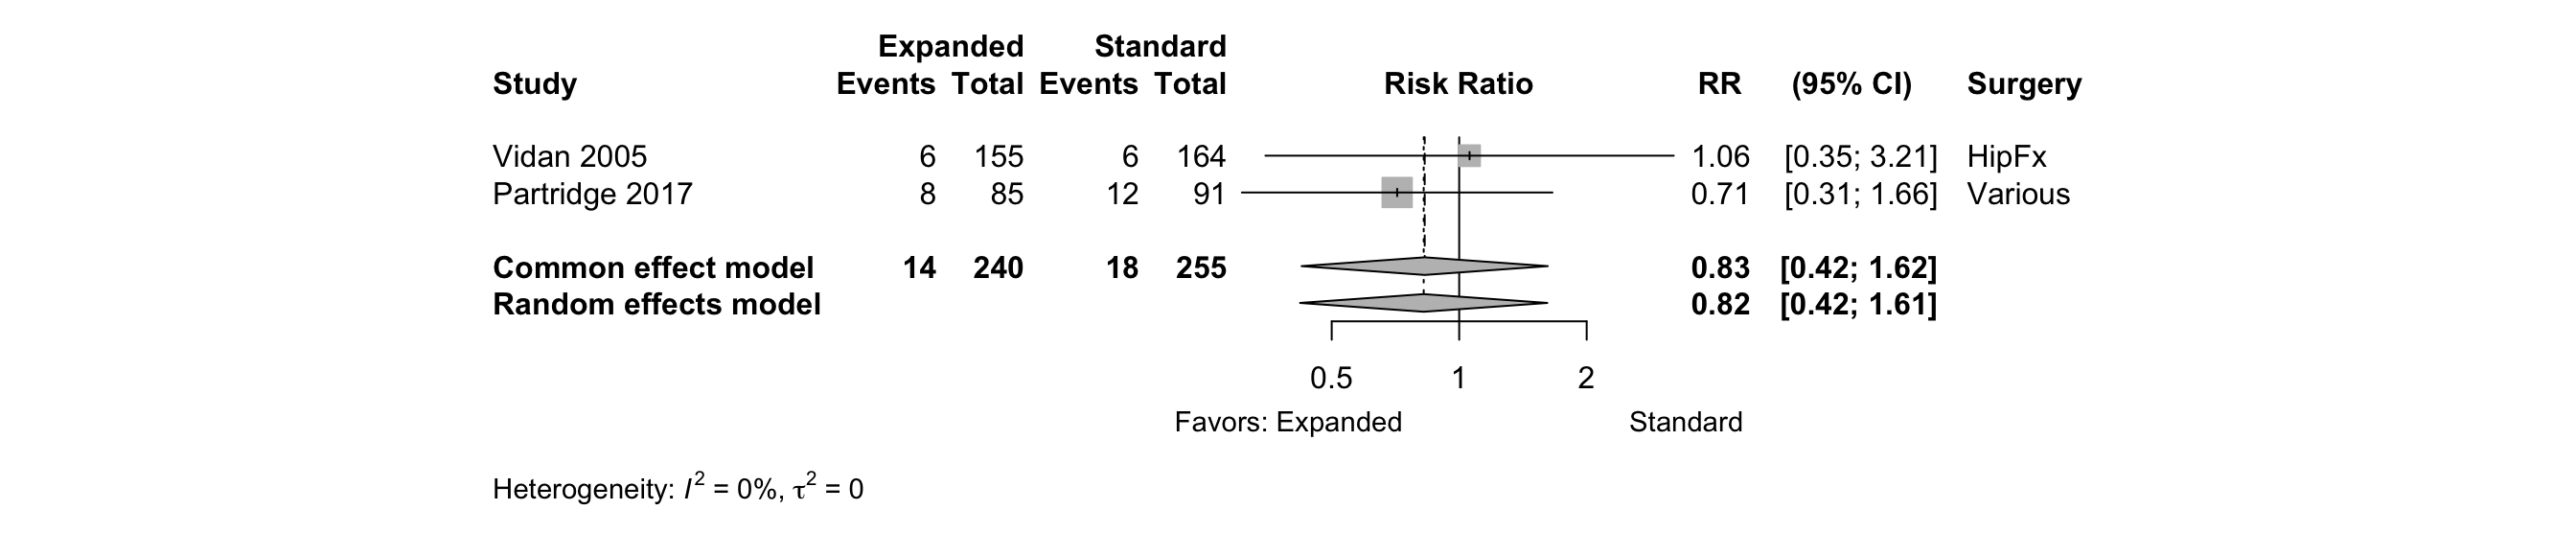 Expanded Standard
Study Events Total Events Total Risk Ratio RR (95% CI) Surgery
Vidan 2005 6 155 6 164 1.06 [0.35; 3.21] HipFx
Partridge 2017 8 85 12 91 0.71 [0.31; 1.66] Various
Common effect model 14 240 18 255 0.83 [0.42; 1.62]
Random effects model 0.82 [0.42; 1.61]
0.5 1 2
Favors: Expanded Standard
Heterogeneity: I² = 0%, τ² = 0